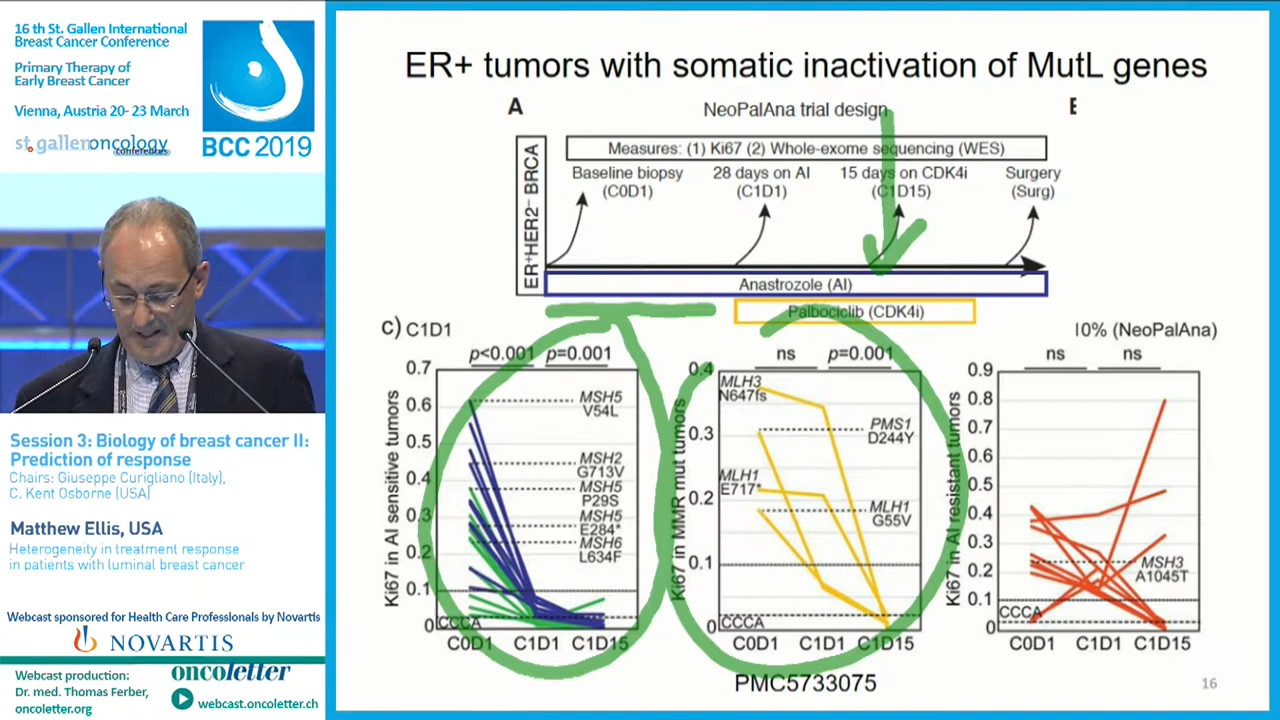 16 th St. Gallen International
Breast Cancer Conference
Primary Therapy of
Early Breast Cancer
Vienna, Austria 20- 23 March
st.gallenoncology
conferences
BCC 2019
Session 3: Biology of breast cancer II:
Prediction of response
Chairs: Giuseppe Curigliano (Italy),
C. Kent Osborne (USA)
Matthew Ellis, USA
Heterogeneity in treatment response
in patients with luminal breast cancer
Webcast sponsored for Health Care Professionals by Novartis
NOVARTIS
Webcast production:
Dr. med. Thomas Ferber,
oncoletter.org
oncoletter
webcast.oncoletter.ch
ER+ tumors with somatic inactivation of MutL genes
A
NeoPalAna trial design
E
ER+HER2- BRCA
Measures: (1) Ki67 (2) Whole-exome sequencing (WES)
Baseline biopsy
(C0D1)
28 days on AI
(C1D1)
15 days on CDK4i
(C1D15)
Surgery
(Surg)
Anastrozole (AI)
Palbociclib (CDK4i)
c) C1D1
p<0.001 p=0.001
Ki67 in AI sensitive tumors
0.7
0.6
0.5
0.4
0.3
0.2
0.1
0
MSH5
V54L
MSH2
G713V
MSH5
P29S
MSH5
E284*
MSH6
L634F
CCCA
C0D1 C1D1 C1D15
ns p=0.001
Ki67 in MMR mut tumors
0.4
0.3
0.2
0.1
0
MLH3
N647fs
PMS1
D244Y
MLH1
E717*
MLH1
G55V
CCCA
C0D1 C1D1 C1D15
10% (NeoPalAna)
ns ns
Ki67 in AI resistant tumors
0.9
0.8
0.7
0.6
0.5
0.4
0.3
0.2
0.1
0
MSH3
A1045T
CCCA
C0D1 C1D1 C1D15
PMC5733075
16